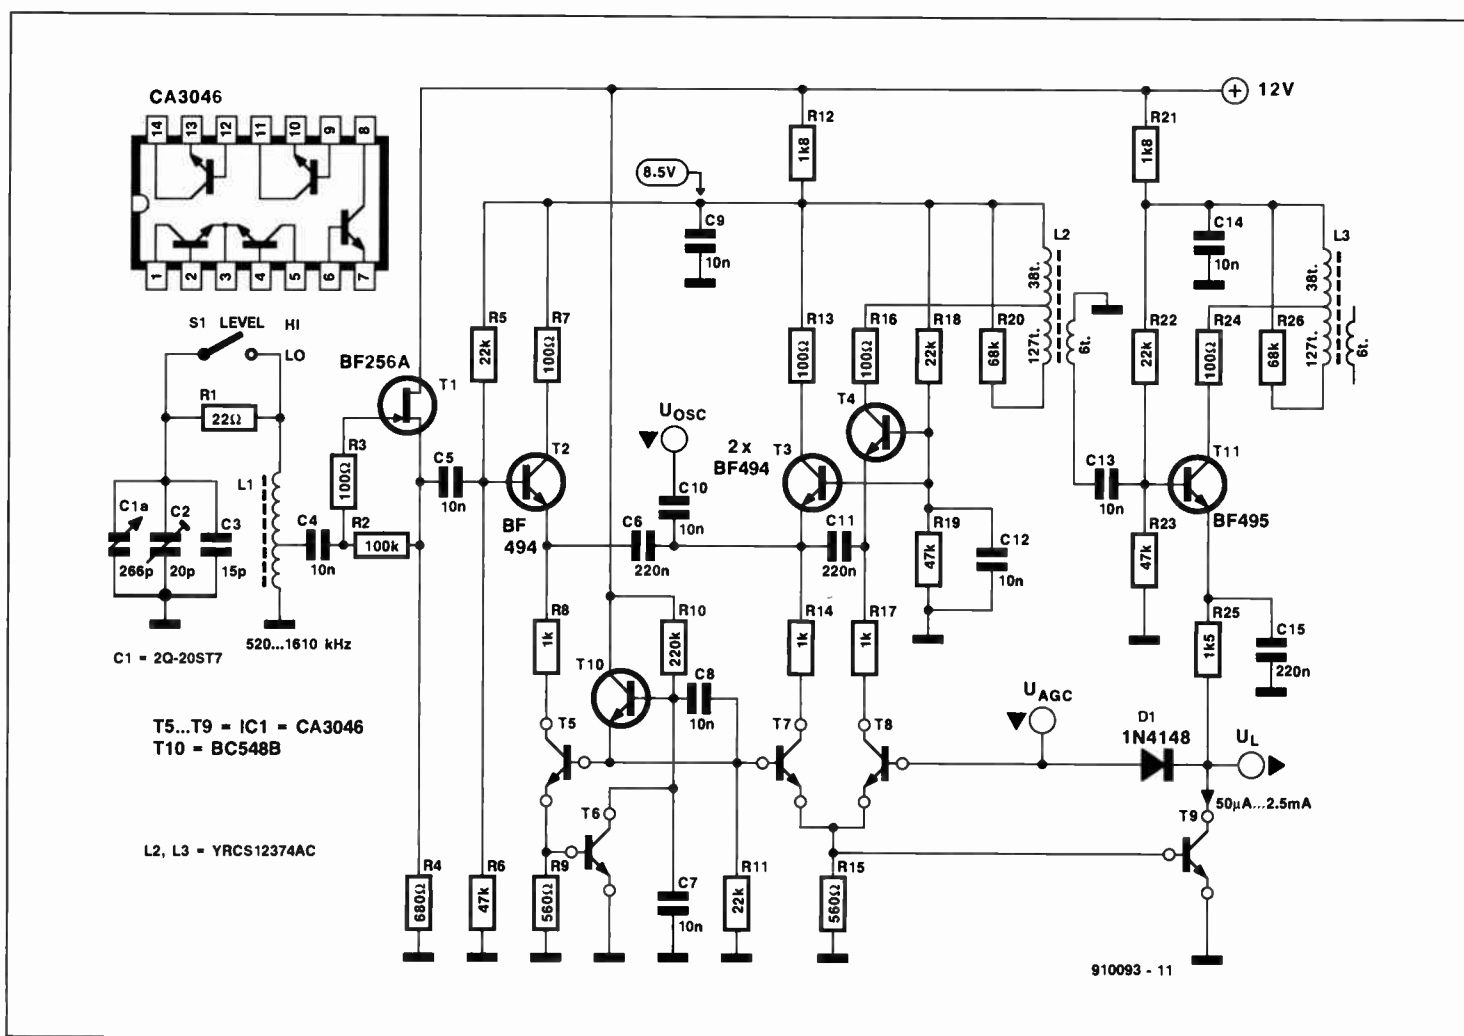 CA3046
14 13 12 11 10 9 8
1 2 3 4 5 6 7
S1 LEVEL HI
LO
R1
22Ω
C1a
266p
C2
20p
C3
15p
L1
C1 = 2Q-20ST7
520...1610 kHz
C4
10n
R3
100Ω
R2
100k
BF256A
T1
R4
680Ω
C5
10n
R5
22k
R6
47k
R7
100Ω
T2
BF
494
R8
1k
T5
R9
560Ω
T6
T10
R10
220k
C8
10n
C7
10n
R11
22k
8.5V
C9
10n
UOSC
C10
10n
C6
220n
R12
1k8
12V
R13
100Ω
T3
2 x
BF494
C11
220n
R14
1k
T7
R16
100Ω
T4
R17
1k
T8
R15
560Ω
R18
22k
R19
47k
C12
10n
R20
68k
L2
38t.
127t.
6t.
C13
10n
R21
1k8
R22
22k
R23
47k
C14
10n
R24
100Ω
R26
68k
L3
38t.
127t.
6t.
T11
BF495
R25
1k5
C15
220n
UAGC
D1
1N4148
UL
50µA...2.5mA
T9
T5...T9 = IC1 = CA3046
T10 = BC548B
L2, L3 = YRCS12374AC
910093 - 11